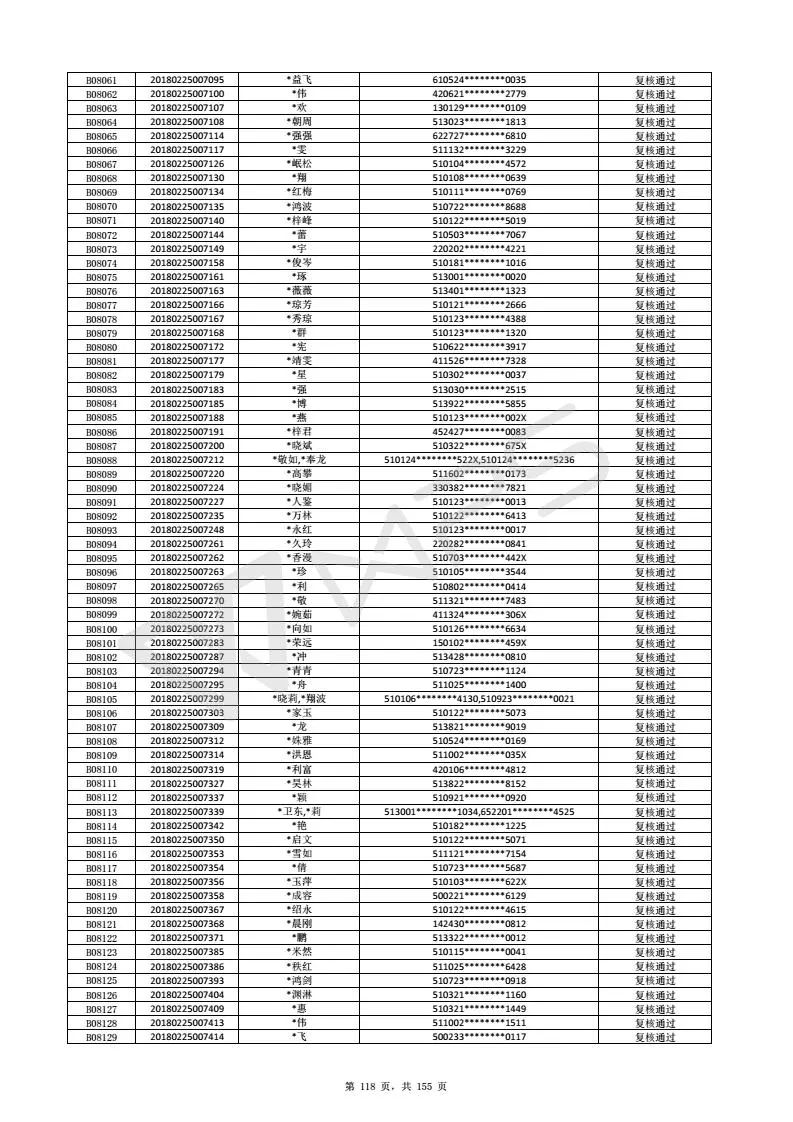 B08061 20180225007095 *益飞 610524********0035 复核通过
B08062 20180225007100 *伟 420621********2779 复核通过
B08063 20180225007107 *欢 130129********0109 复核通过
B08064 20180225007108 *朝周 513023********1813 复核通过
B08065 20180225007114 *强强 622727********6810 复核通过
B08066 20180225007117 *雯 511132********3229 复核通过
B08067 20180225007126 *岷松 510104********4572 复核通过
B08068 20180225007130 *翔 510108********0639 复核通过
B08069 20180225007134 *红梅 510111********0769 复核通过
B08070 20180225007135 *鸿波 510722********8688 复核通过
B08071 20180225007140 *梓峰 510122********5019 复核通过
B08072 20180225007144 *蕾 510503********7067 复核通过
B08073 20180225007149 *宇 220202********4221 复核通过
B08074 20180225007158 *俊岑 510181********1016 复核通过
B08075 20180225007161 *琢 513001********0020 复核通过
B08076 20180225007163 *薇薇 513401********1323 复核通过
B08077 20180225007166 *琼芳 510121********2666 复核通过
B08078 20180225007167 *秀琼 510123********4388 复核通过
B08079 20180225007168 *群 510123********1320 复核通过
B08080 20180225007172 *宪 510622********3917 复核通过
B08081 20180225007177 *靖雯 411526********7328 复核通过
B08082 20180225007179 *星 510302********0037 复核通过
B08083 20180225007183 *强 513030********2515 复核通过
B08084 20180225007185 *博 513922********5855 复核通过
B08085 20180225007188 *燕 510123********002X 复核通过
B08086 20180225007191 *梓君 452427********0083 复核通过
B08087 20180225007200 *晓斌 510322********675X 复核通过
B08088 20180225007212 *敬如,*奉龙 510124********522X,510124********5236 复核通过
B08089 20180225007220 *高攀 511602********0173 复核通过
B08090 20180225007224 *晓媚 330382********7821 复核通过
B08091 20180225007227 *人鉴 510123********0013 复核通过
B08092 20180225007235 *万林 510122********6413 复核通过
B08093 20180225007248 *永红 510123********0017 复核通过
B08094 20180225007261 *久玲 220282********0841 复核通过
B08095 20180225007262 *香漫 510703********442X 复核通过
B08096 20180225007263 *珍 510105********3544 复核通过
B08097 20180225007265 *利 510802********0414 复核通过
B08098 20180225007270 *敬 511321********7483 复核通过
B08099 20180225007272 *婉茹 411324********306X 复核通过
B08100 20180225007273 *向如 510126********6634 复核通过
B08101 20180225007283 *荣远 150102********459X 复核通过
B08102 20180225007287 *冲 513428********0810 复核通过
B08103 20180225007294 *青青 510723********1124 复核通过
B08104 20180225007295 *舟 511025********1400 复核通过
B08105 20180225007299 *晓莉,*翔波 510106********4130,510923********0021 复核通过
B08106 20180225007303 *家玉 510122********5073 复核通过
B08107 20180225007309 *龙 513821********9019 复核通过
B08108 20180225007312 *姝雅 510524********0169 复核通过
B08109 20180225007314 *洪恩 511002********035X 复核通过
B08110 20180225007319 *利富 420106********4812 复核通过
B08111 20180225007327 *昊林 513822********8152 复核通过
B08112 20180225007337 *颖 510921********0920 复核通过
B08113 20180225007339 *卫东,*莉 513001********1034,652201********4525 复核通过
B08114 20180225007342 *艳 510182********1225 复核通过
B08115 20180225007350 *启文 510122********5071 复核通过
B08116 20180225007353 *雪如 511121********7154 复核通过
B08117 20180225007354 *倩 510723********5687 复核通过
B08118 20180225007356 *玉萍 510103********622X 复核通过
B08119 20180225007358 *成容 500221********6129 复核通过
B08120 20180225007367 *绍永 510122********4615 复核通过
B08121 20180225007368 *晨刚 142430********0812 复核通过
B08122 20180225007371 *鹏 513322********0012 复核通过
B08123 20180225007385 *米然 510115********0041 复核通过
B08124 20180225007386 *秩红 511025********6428 复核通过
B08125 20180225007393 *鸿剑 510723********0918 复核通过
B08126 20180225007404 *渊淋 510321********1160 复核通过
B08127 20180225007409 *惠 510321********1449 复核通过
B08128 20180225007413 *伟 511002********1511 复核通过
B08129 20180225007414 *飞 500233********0117 复核通过
WPS
第 118 页，共 155 页